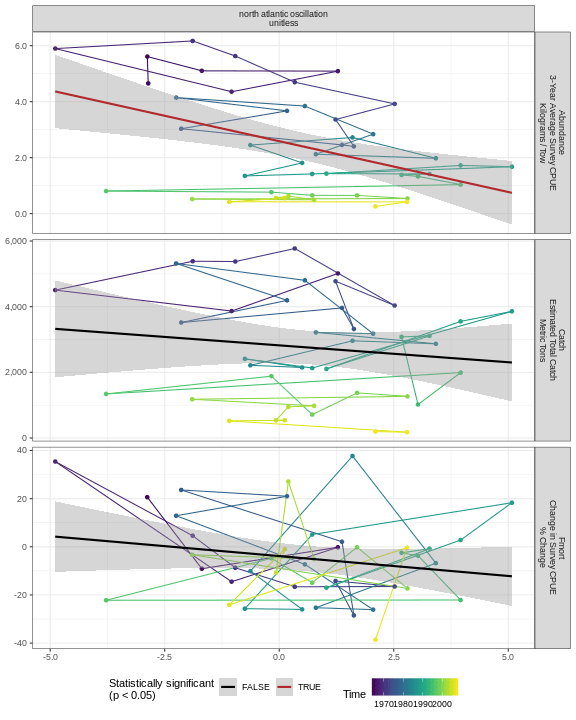 north atlantic oscillation
unitless
6.0
4.0
2.0
0.0
Abundance
3-Year Average Survey CPUE
Kilograms / Tow
6,000
4,000
2,000
0
Catch
Estimated Total Catch
Metric Tons
40
20
0
-20
-40
Fmort
Change in Survey CPUE
% Change
-5.0
-2.5
0.0
2.5
5.0
Statistically significant
(p < 0.05)
FALSE
TRUE
Time
1970198019902000